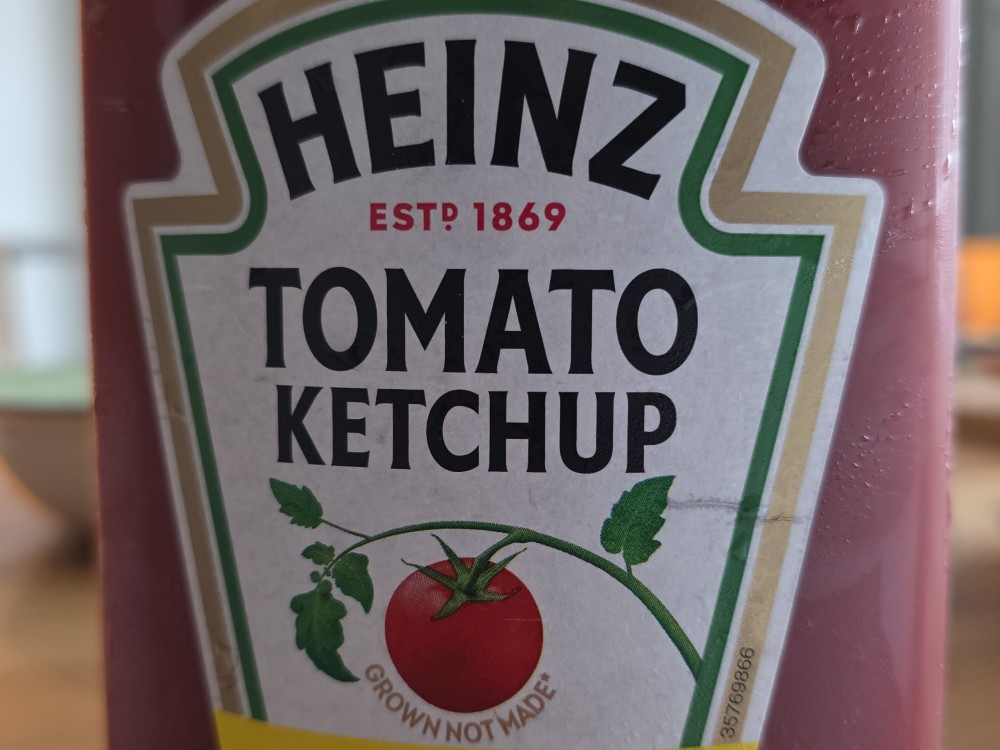 HEINZ
ESTD 1869
TOMATO
KETCHUP
GROWN NOT MADE*
35769866